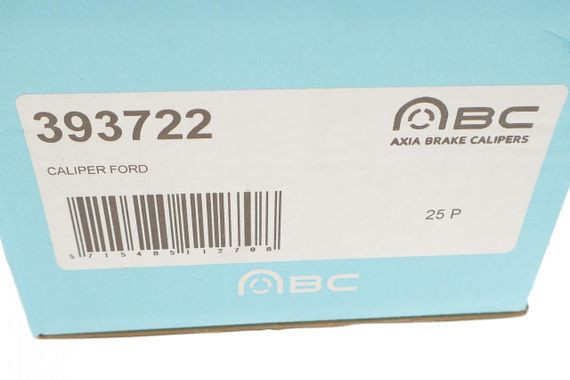 393722
ABC
AXIA BRAKE CALIPERS
CALIPER FORD
25 P
5715485112708
ABC